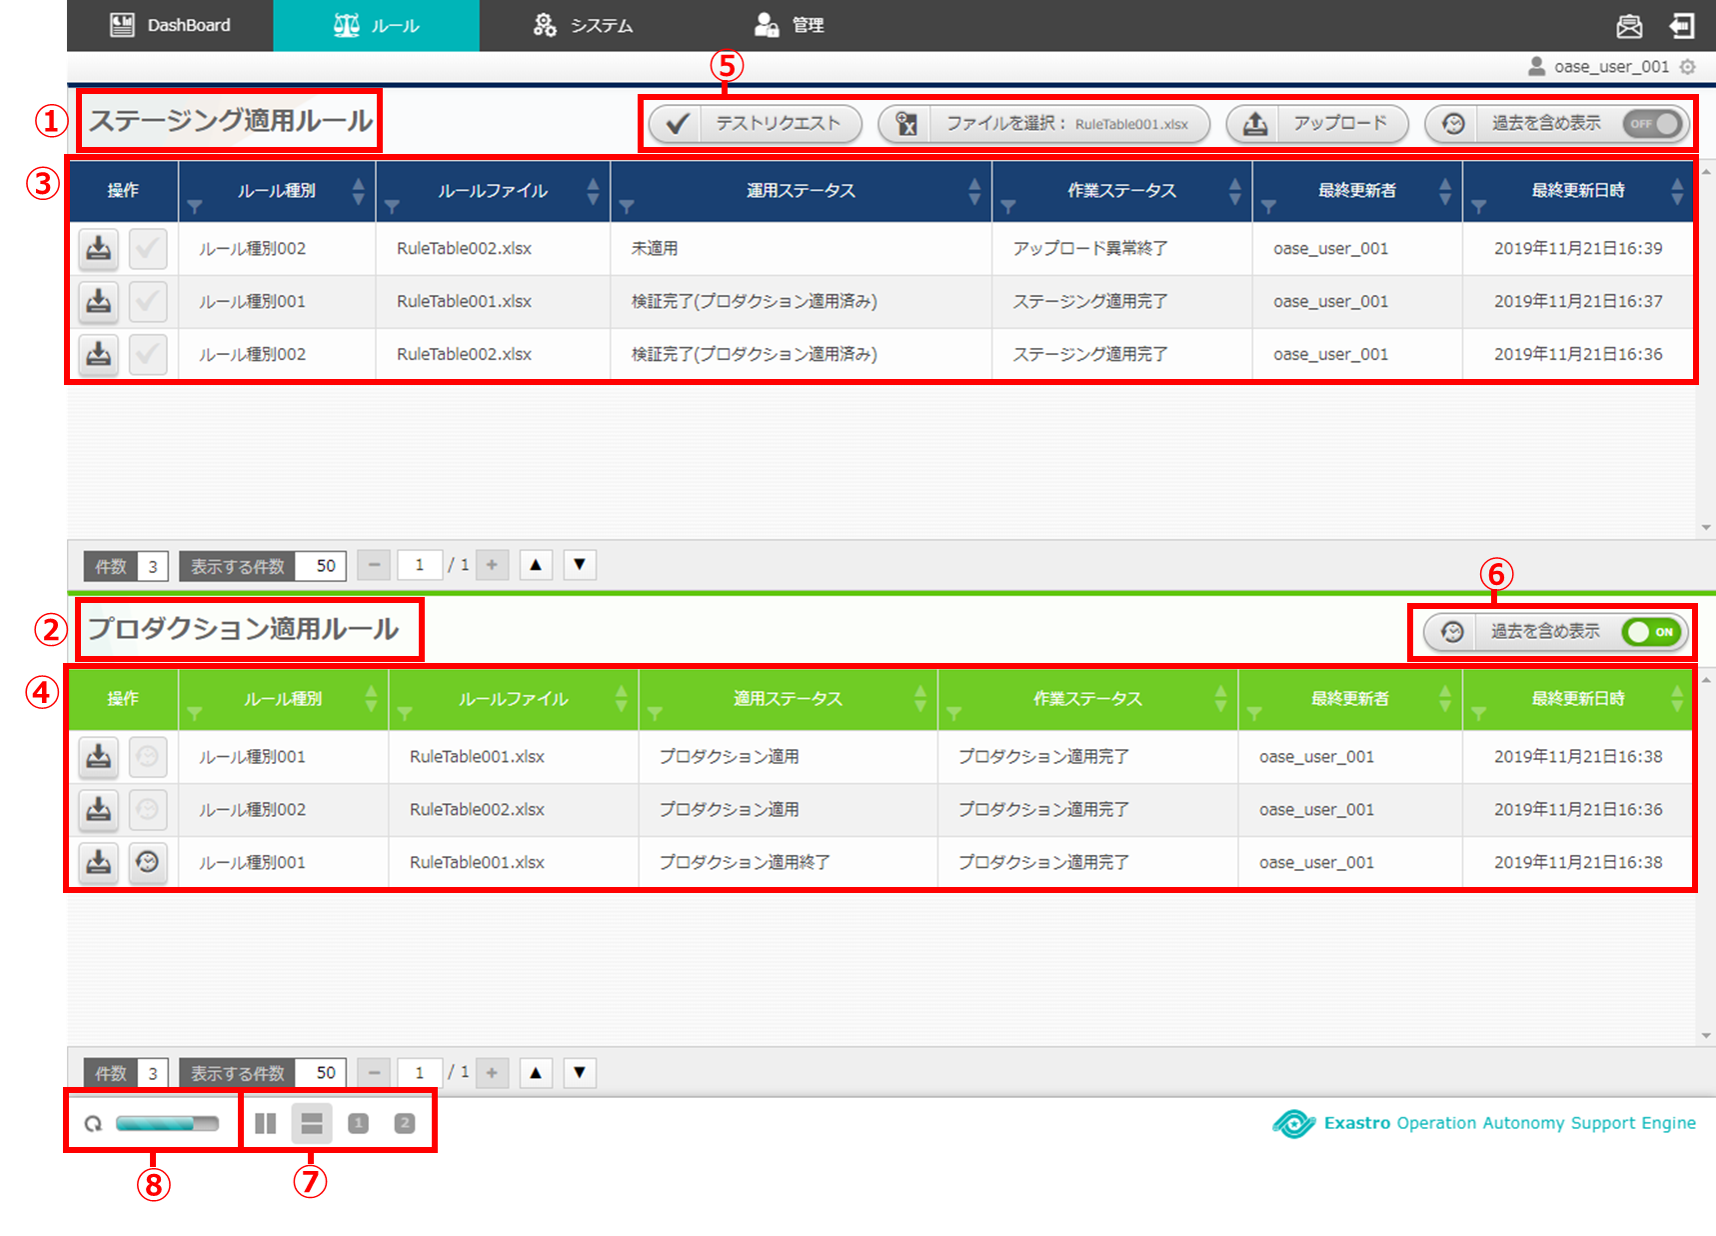 DashBoard ルール システム 管理
oase_user_001
⑤
① ステージング適用ルール テストリクエスト ファイルを選択： RuleTable001.xlsx アップロード 過去を含め表示 OFF
③ 操作 ルール種別 ルールファイル 運用ステータス 作業ステータス 最終更新者 最終更新日時
ルール種別002 RuleTable002.xlsx 未適用 アップロード異常終了 oase_user_001 2019年11月21日16:39
ルール種別001 RuleTable001.xlsx 検証完了(プロダクション適用済み) ステージング適用完了 oase_user_001 2019年11月21日16:37
ルール種別002 RuleTable002.xlsx 検証完了(プロダクション適用済み) ステージング適用完了 oase_user_001 2019年11月21日16:36
件数 3 表示する件数 50 − 1 / 1 + ▲ ▼
⑥
② プロダクション適用ルール 過去を含め表示 ON
④ 操作 ルール種別 ルールファイル 適用ステータス 作業ステータス 最終更新者 最終更新日時
ルール種別001 RuleTable001.xlsx プロダクション適用 プロダクション適用完了 oase_user_001 2019年11月21日16:38
ルール種別002 RuleTable002.xlsx プロダクション適用 プロダクション適用完了 oase_user_001 2019年11月21日16:36
ルール種別001 RuleTable001.xlsx プロダクション適用終了 プロダクション適用完了 oase_user_001 2019年11月21日16:38
件数 3 表示する件数 50 − 1 / 1 + ▲ ▼
1 2 Exastro Operation Autonomy Support Engine
⑧ ⑦